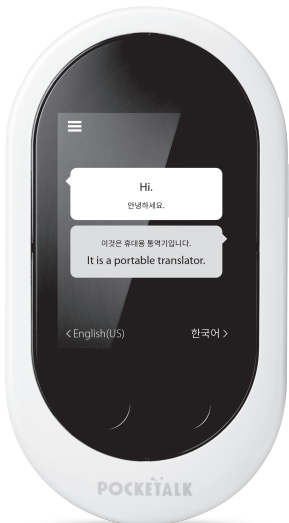 Hi.
안녕하세요.
이것은 휴대용 통역기입니다.
It is a portable translator.
<English(US)
한국어>
POCKETALK